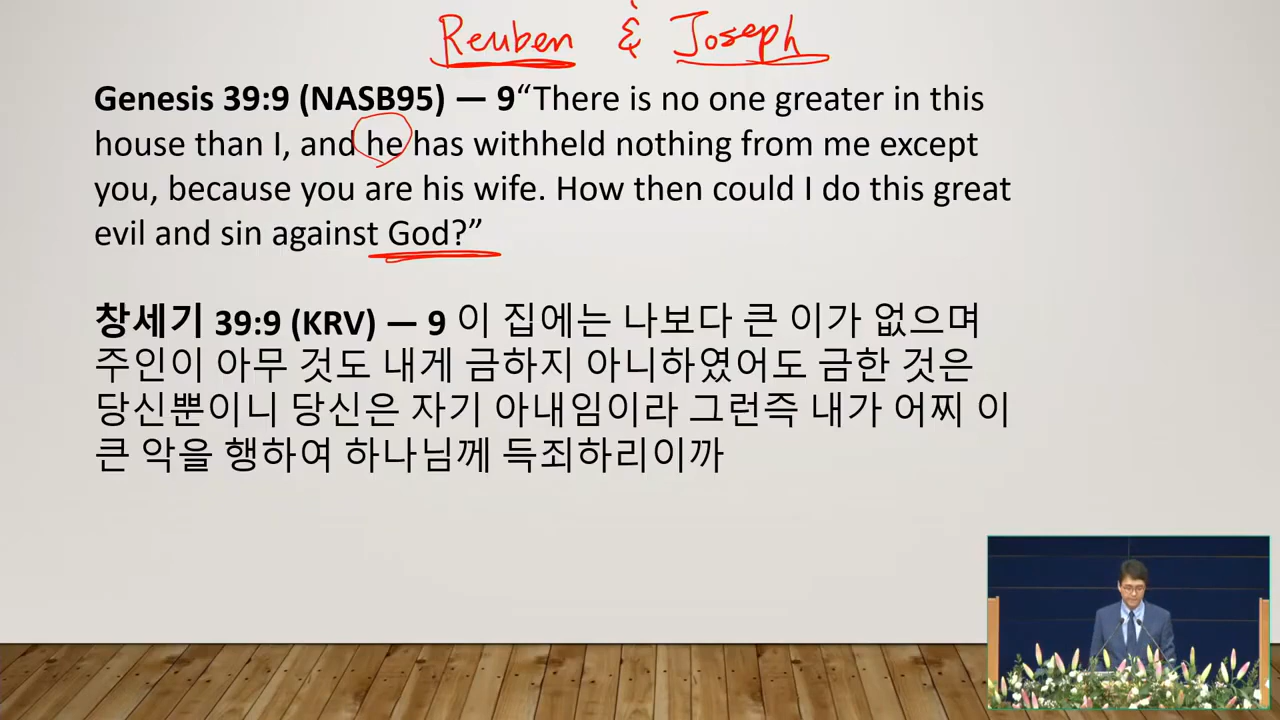 Reuben & Joseph
Genesis 39:9 (NASB95) — 9“There is no one greater in this
house than I, and he has withheld nothing from me except
you, because you are his wife. How then could I do this great
evil and sin against God?”
창세기 39:9 (KRV) — 9 이 집에는 나보다 큰 이가 없으며
주인이 아무 것도 내게 금하지 아니하였어도 금한 것은
당신뿐이니 당신은 자기 아내임이라 그런즉 내가 어찌 이
큰 악을 행하여 하나님께 득죄하리이까